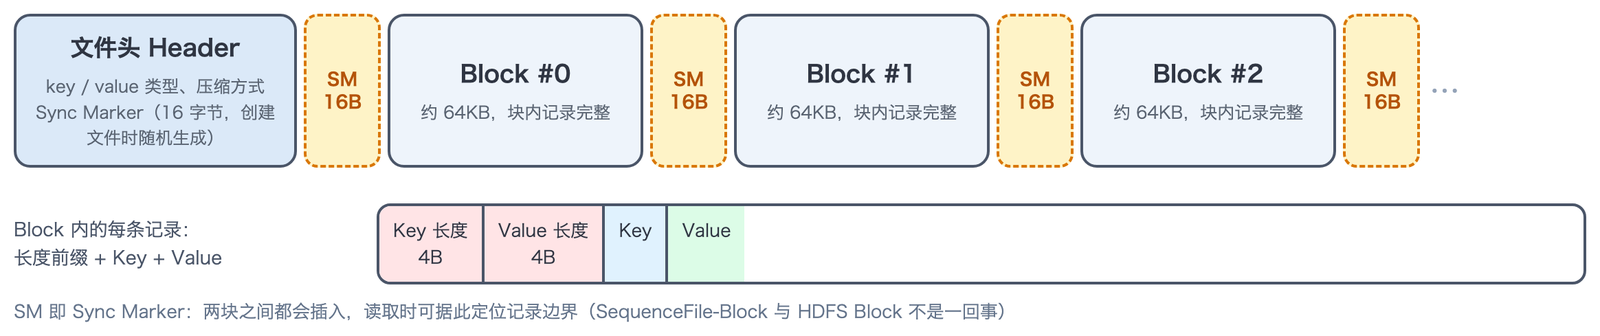 文件头 Header
key / value 类型、压缩方式
Sync Marker（16 字节，创建
文件时随机生成）
SM
16B
Block #0
约 64KB，块内记录完整
SM
16B
Block #1
约 64KB，块内记录完整
SM
16B
Block #2
约 64KB，块内记录完整
SM
16B
...
Block 内的每条记录：
长度前缀 + Key + Value
Key 长度
4B
Value 长度
4B
Key
Value
SM 即 Sync Marker：两块之间都会插入，读取时可据此定位记录边界（SequenceFile-Block 与 HDFS Block 不是一回事）